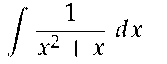 ∫ 1/(x² + x) dx